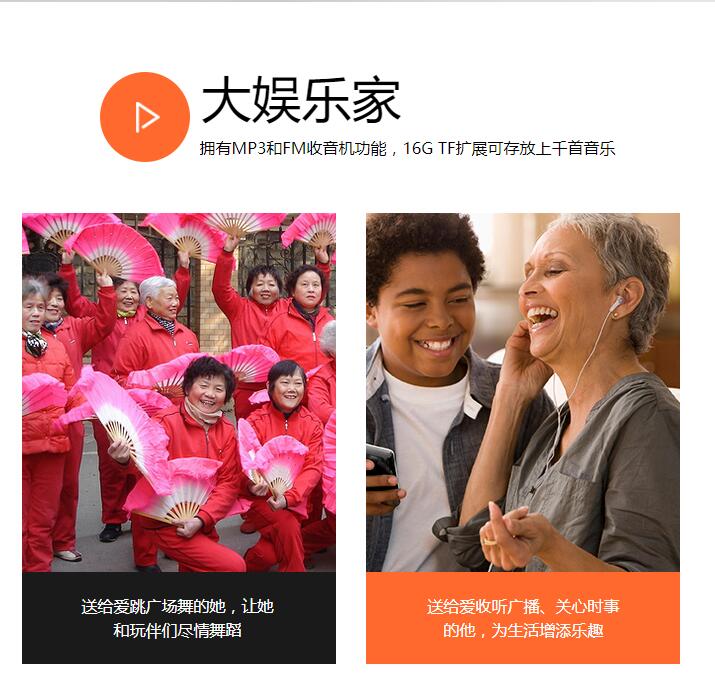 大娱乐家
拥有MP3和FM收音机功能，16G TF扩展可存放上千首音乐
送给爱跳广场舞的她，让她
和玩伴们尽情舞蹈
送给爱收听广播、关心时事
的他，为生活增添乐趣